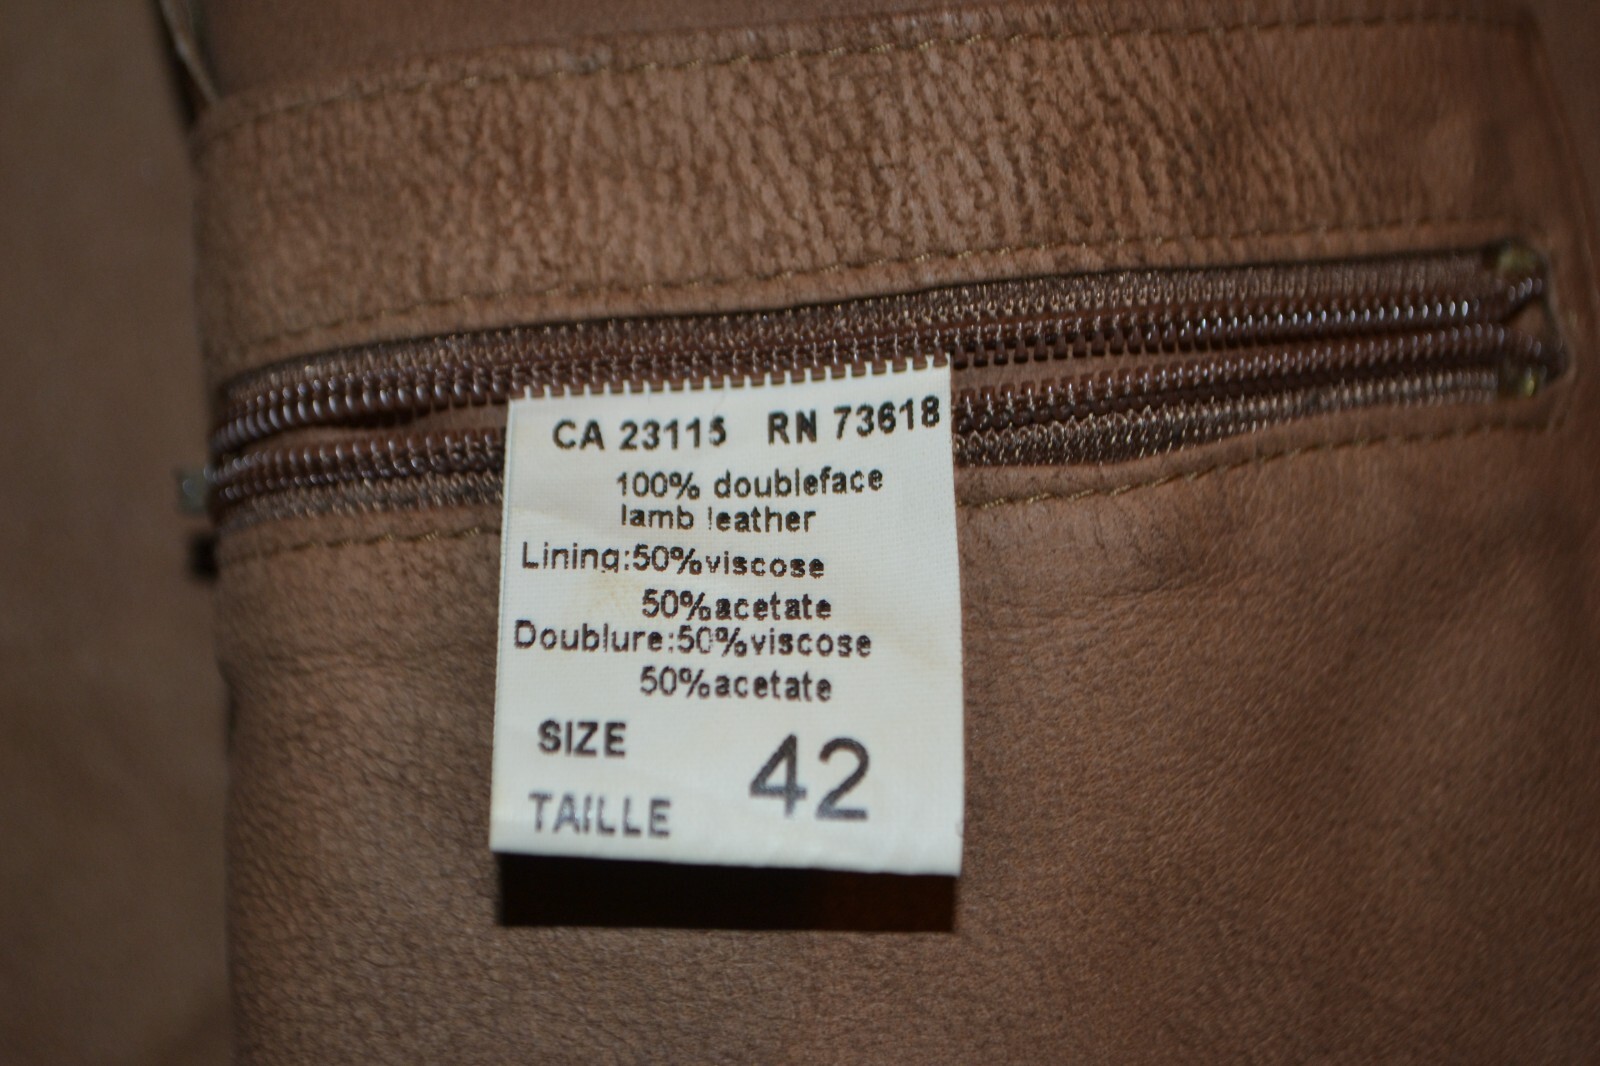 CA 23115 RN 73618
100% doubleface
lamb leather
Lining:50%viscose
50%acetate
Doublure:50%viscose
50%acetate
SIZE 42
TAILLE